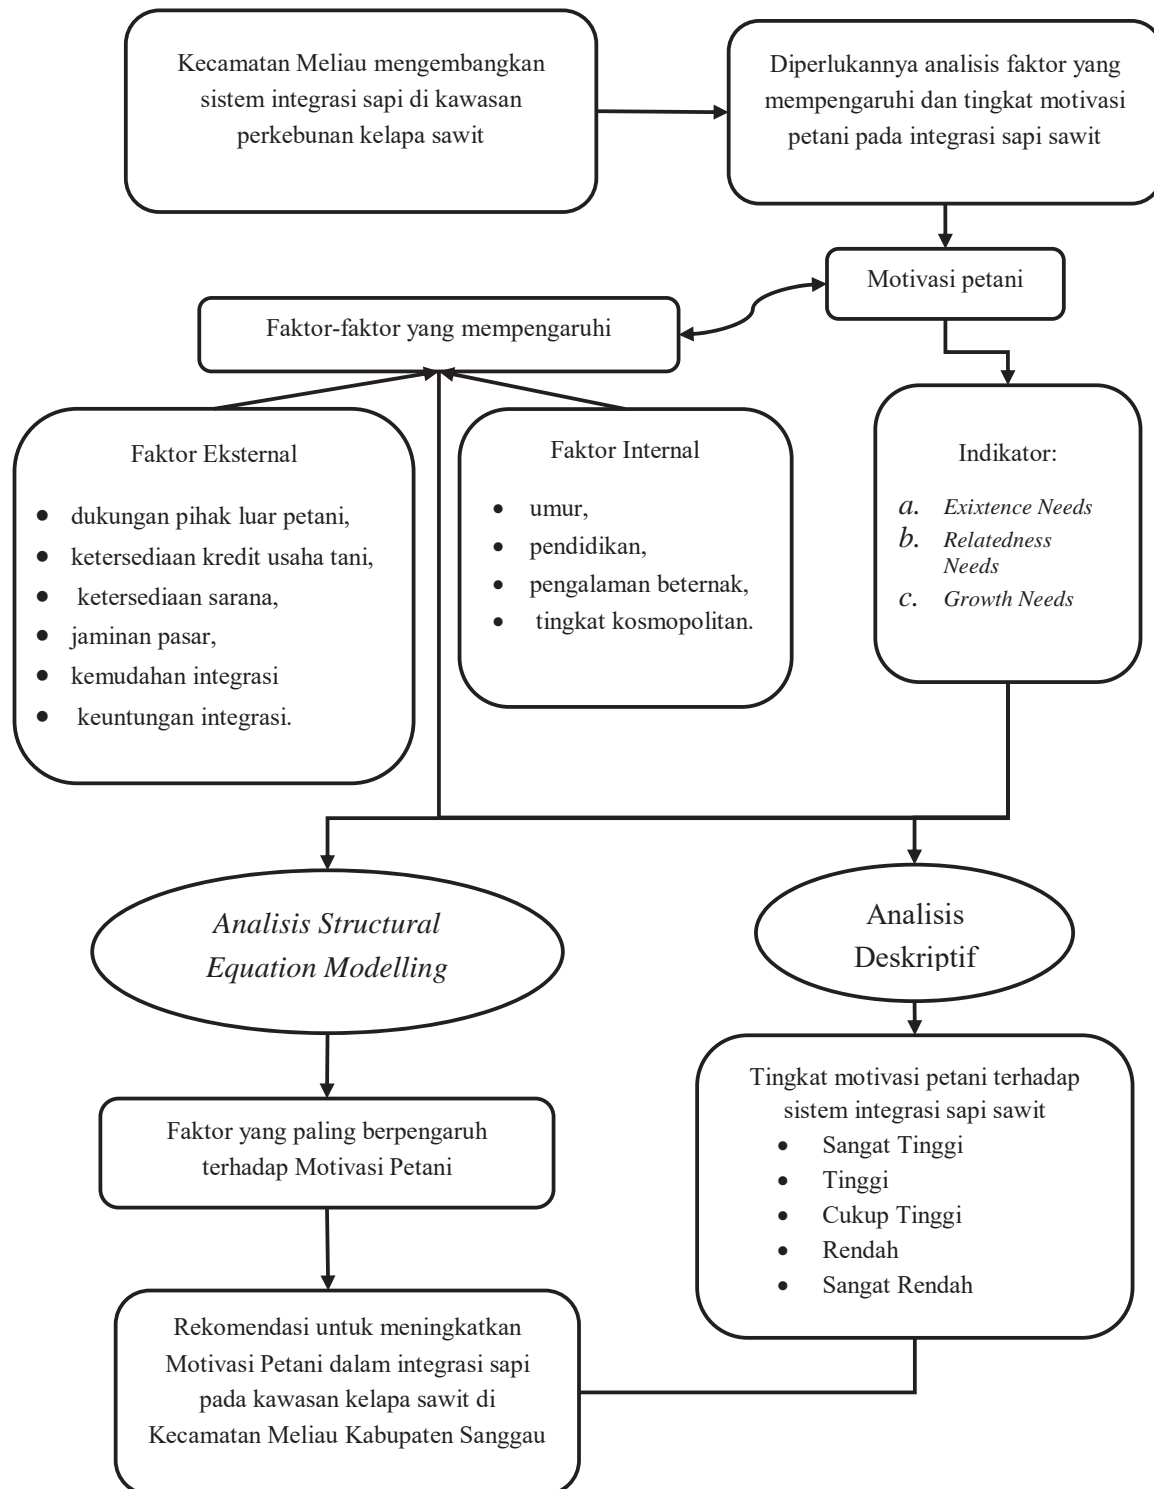 Kecamatan Meliau mengembangkan
sistem integrasi sapi di kawasan
perkebunan kelapa sawit
Diperlukannya analisis faktor yang
mempengaruhi dan tingkat motivasi
petani pada integrasi sapi sawit
Motivasi petani
Faktor-faktor yang mempengaruhi
Faktor Eksternal
• dukungan pihak luar petani,
• ketersediaan kredit usaha tani,
• ketersediaan sarana,
• jaminan pasar,
• kemudahan integrasi
• keuntungan integrasi.
Faktor Internal
• umur,
• pendidikan,
• pengalaman beternak,
• tingkat kosmopolitan.
Indikator:
a. Exixtence Needs
b. Relatedness
Needs
c. Growth Needs
Analisis Structural
Equation Modelling
Analisis
Deskriptif
Faktor yang paling berpengaruh
terhadap Motivasi Petani
Tingkat motivasi petani terhadap
sistem integrasi sapi sawit
• Sangat Tinggi
• Tinggi
• Cukup Tinggi
• Rendah
• Sangat Rendah
Rekomendasi untuk meningkatkan
Motivasi Petani dalam integrasi sapi
pada kawasan kelapa sawit di
Kecamatan Meliau Kabupaten Sanggau